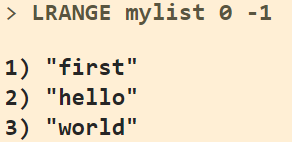 > LRANGE mylist 0 -1
1) "first"
2) "hello"
3) "world"